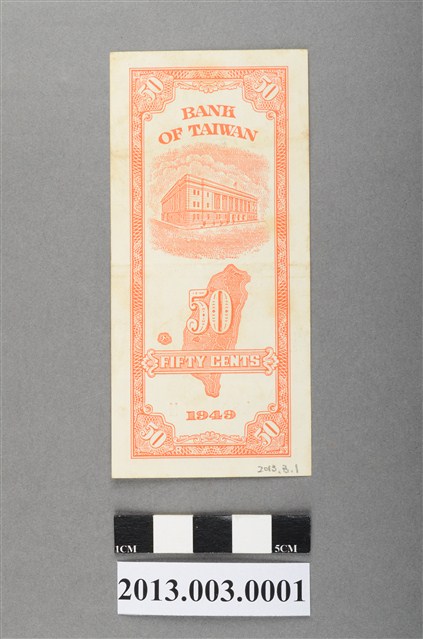 50 50
BANK
OF TAIWAN
50
FIFTY CENTS
1949
50 50
2013.3.1
1CM 5CM
2013.003.0001